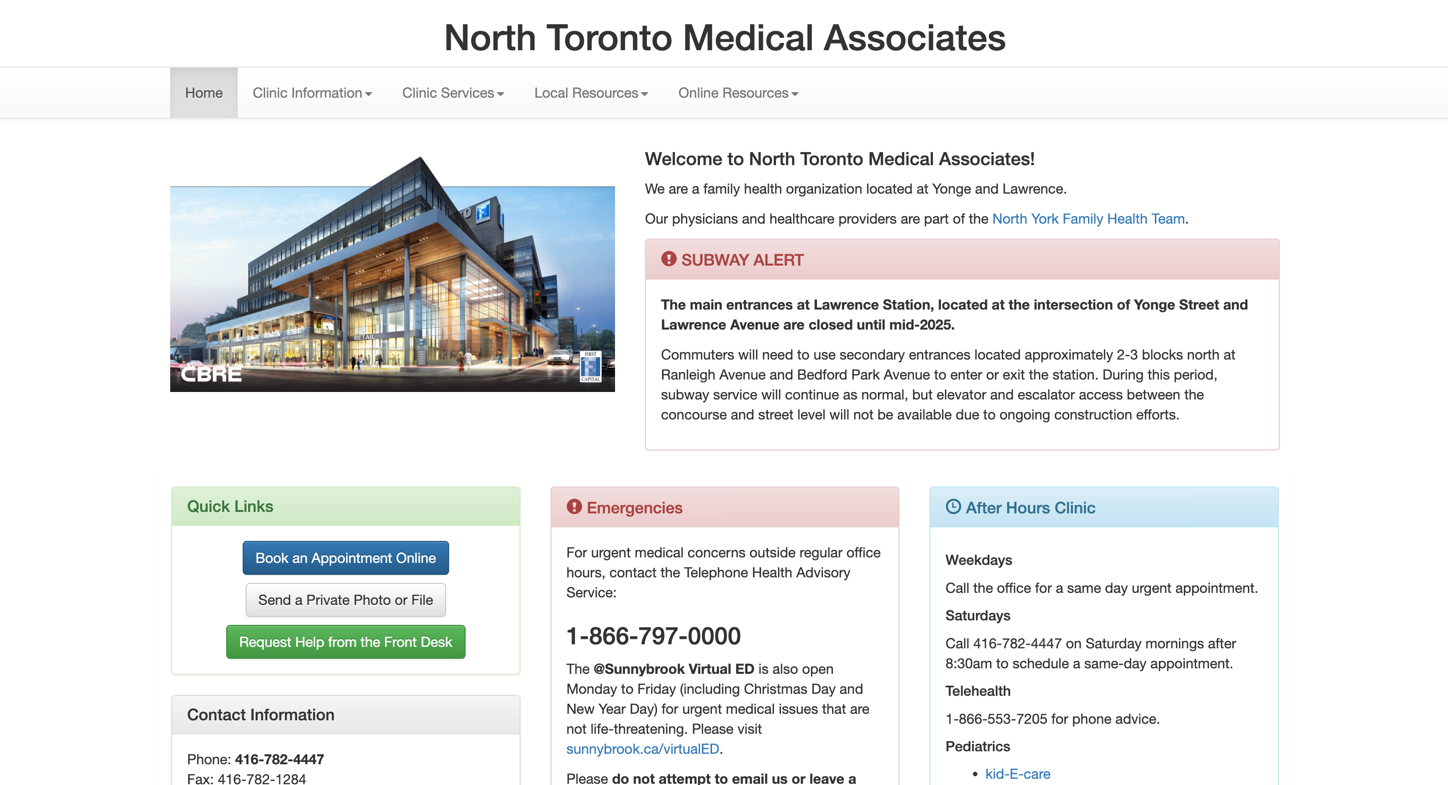 North Toronto Medical Associates
Home
Clinic Information
Clinic Services
Local Resources
Online Resources
RETAIL
CBRE
FIRST
CAPITAL
Welcome to North Toronto Medical Associates!
We are a family health organization located at Yonge and Lawrence.
Our physicians and healthcare providers are part of the North York Family Health Team.
SUBWAY ALERT
The main entrances at Lawrence Station, located at the intersection of Yonge Street and
Lawrence Avenue are closed until mid-2025.
Commuters will need to use secondary entrances located approximately 2-3 blocks north at
Ranleigh Avenue and Bedford Park Avenue to enter or exit the station. During this period,
subway service will continue as normal, but elevator and escalator access between the
concourse and street level will not be available due to ongoing construction efforts.
Quick Links
Book an Appointment Online
Send a Private Photo or File
Request Help from the Front Desk
Contact Information
Phone: 416-782-4447
Fax: 416-782-1284
Emergencies
For urgent medical concerns outside regular office
hours, contact the Telephone Health Advisory
Service:
1-866-797-0000
The @Sunnybrook Virtual ED is also open
Monday to Friday (including Christmas Day and
New Year Day) for urgent medical issues that are
not life-threatening. Please visit
sunnybrook.ca/virtualED.
Please do not attempt to email us or leave a
After Hours Clinic
Weekdays
Call the office for a same day urgent appointment.
Saturdays
Call 416-782-4447 on Saturday mornings after
8:30am to schedule a same-day appointment.
Telehealth
1-866-553-7205 for phone advice.
Pediatrics
• kid-E-care